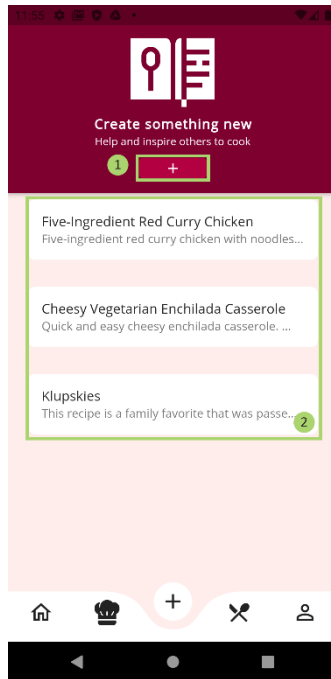 11:55
Create something new
Help and inspire others to cook
1
+
Five-Ingredient Red Curry Chicken
Five-ingredient red curry chicken with noodles...
Cheesy Vegetarian Enchilada Casserole
Quick and easy cheesy enchilada casserole. ...
Klupskies
This recipe is a family favorite that was passe...
2
+